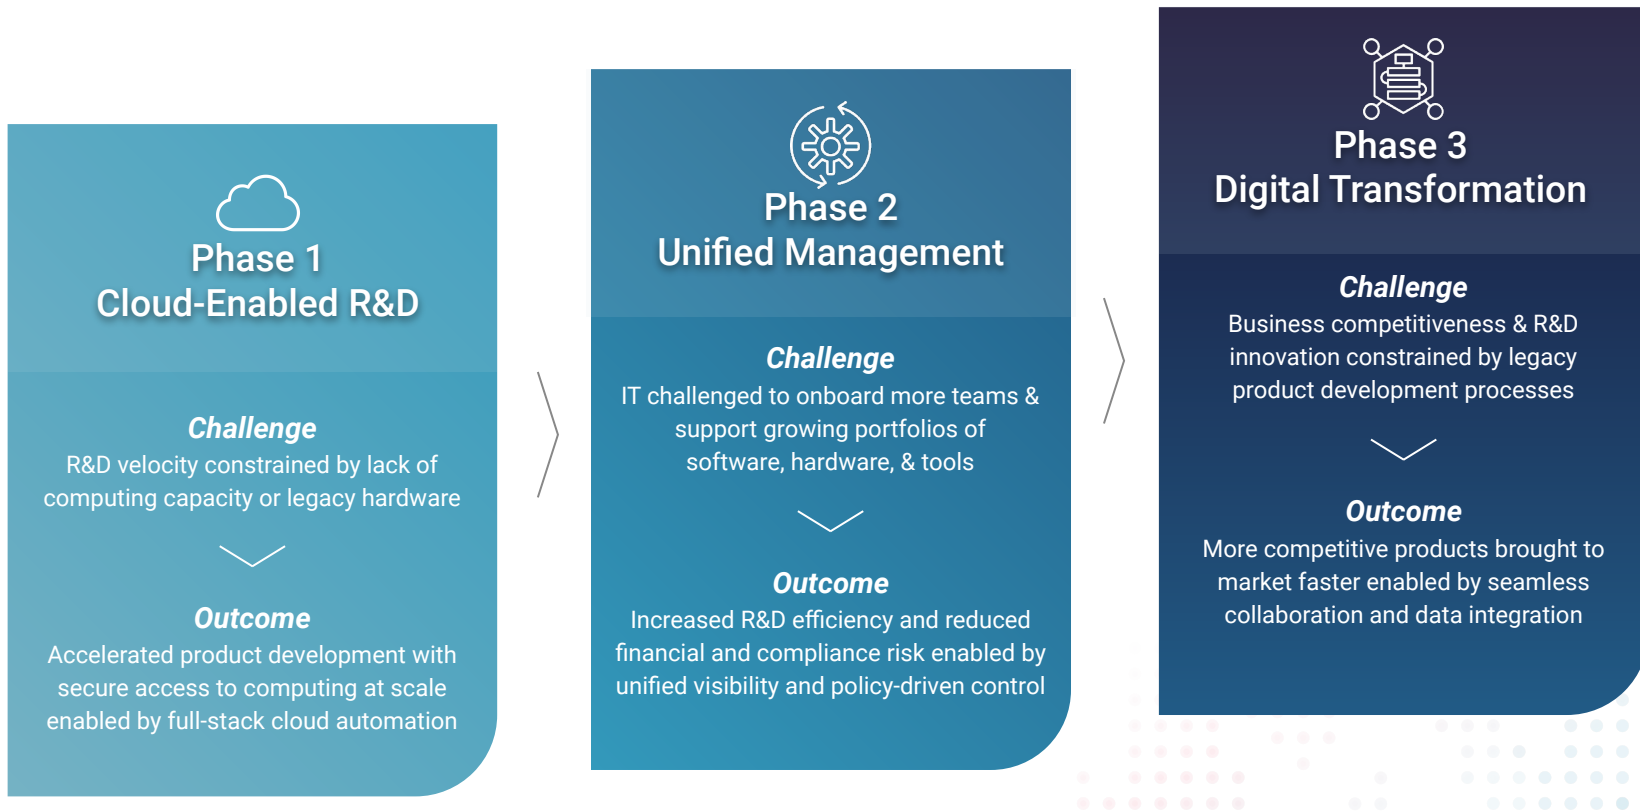 Phase 1
Cloud-Enabled R&D
Challenge
R&D velocity constrained by lack of
computing capacity or legacy hardware
Outcome
Accelerated product development with
secure access to computing at scale
enabled by full-stack cloud automation
Phase 2
Unified Management
Challenge
IT challenged to onboard more teams &
support growing portfolios of
software, hardware, & tools
Outcome
Increased R&D efficiency and reduced
financial and compliance risk enabled by
unified visibility and policy-driven control
Phase 3
Digital Transformation
Challenge
Business competitiveness & R&D
innovation constrained by legacy
product development processes
Outcome
More competitive products brought to
market faster enabled by seamless
collaboration and data integration